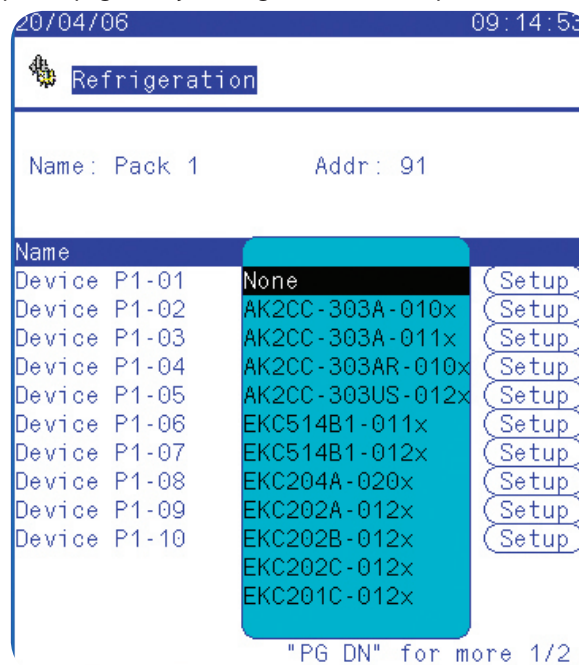 20/04/06 09:14:53
Refrigeration
Name: Pack 1 Addr: 91
Name
Device P1-01 None Setup
Device P1-02 AK2CC-303A-010x Setup
Device P1-03 AK2CC-303A-011x Setup
Device P1-04 AK2CC-303AR-010x Setup
Device P1-05 AK2CC-303US-012x Setup
Device P1-06 EKC514B1-011x Setup
Device P1-07 EKC514B1-012x Setup
Device P1-08 EKC204A-020x Setup
Device P1-09 EKC202A-012x Setup
Device P1-10 EKC202B-012x Setup
EKC202C-012x
EKC201C-012x
"PG DN" for more 1/2